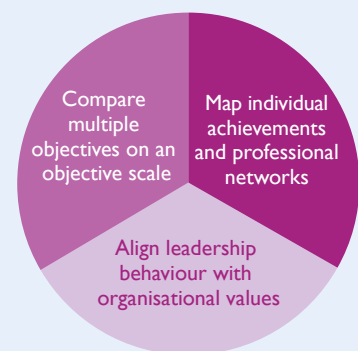 Compare
multiple
objectives on an
objective scale
Map individual
achievements
and professional
networks
Align leadership
behaviour with
organisational values